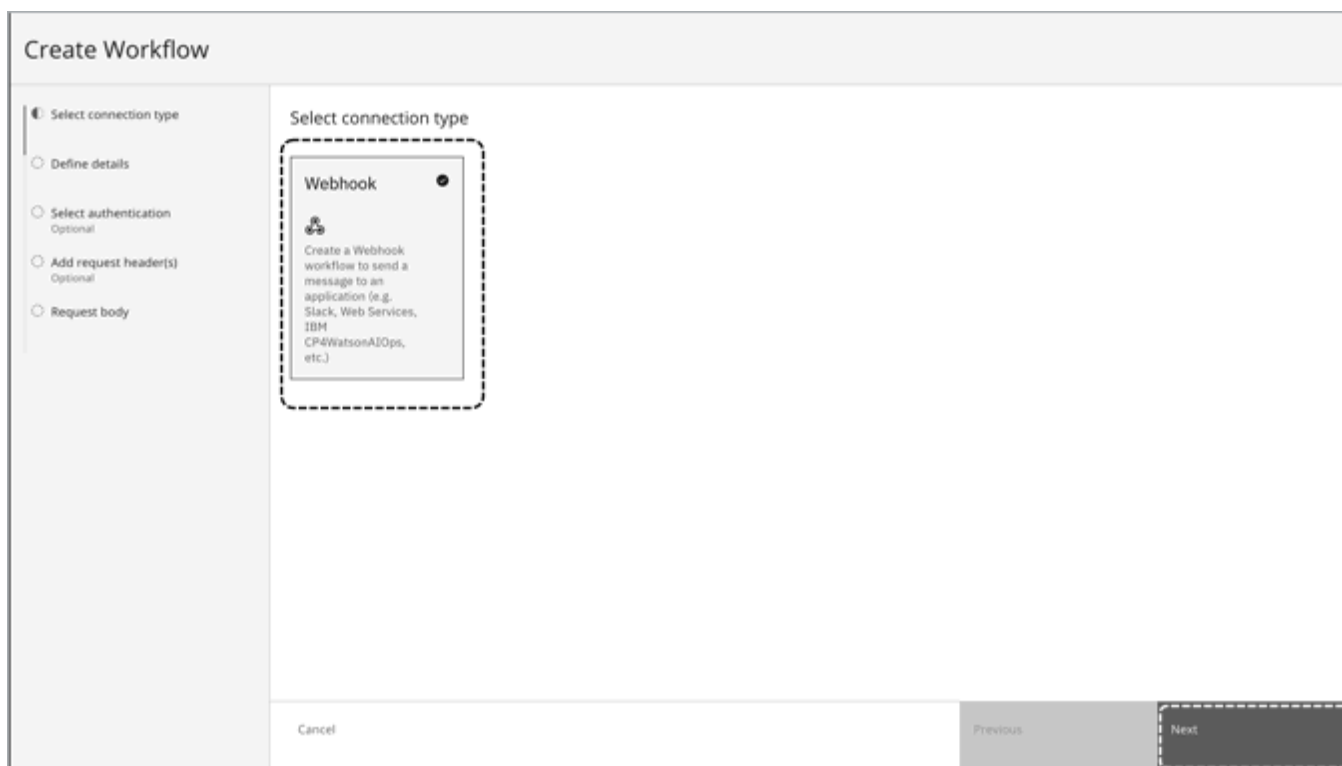 Create Workflow
Select connection type
Define details
Select authentication
Optional
Add request header(s)
Optional
Request body
Select connection type
Webhook
Create a Webhook
workflow to send a
message to an
application (e.g.
Slack, Web Services,
IBM
CP4WatsonAIOps,
etc.)
Cancel
Previous
Next